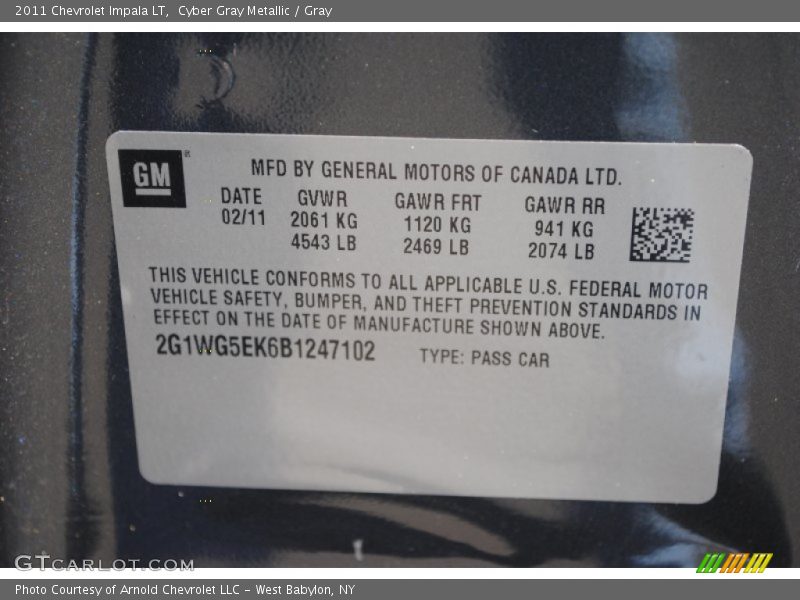 2011 Chevrolet Impala LT, Cyber Gray Metallic / Gray
GM®
MFD BY GENERAL MOTORS OF CANADA LTD.
DATE GVWR GAWR FRT GAWR RR
02/11 2061 KG 1120 KG 941 KG
4543 LB 2469 LB 2074 LB
THIS VEHICLE CONFORMS TO ALL APPLICABLE U.S. FEDERAL MOTOR
VEHICLE SAFETY, BUMPER, AND THEFT PREVENTION STANDARDS IN
EFFECT ON THE DATE OF MANUFACTURE SHOWN ABOVE.
2G1WG5EK6B1247102 TYPE: PASS CAR
GTCARLOT.COM
Photo Courtesy of Arnold Chevrolet LLC - West Babylon, NY